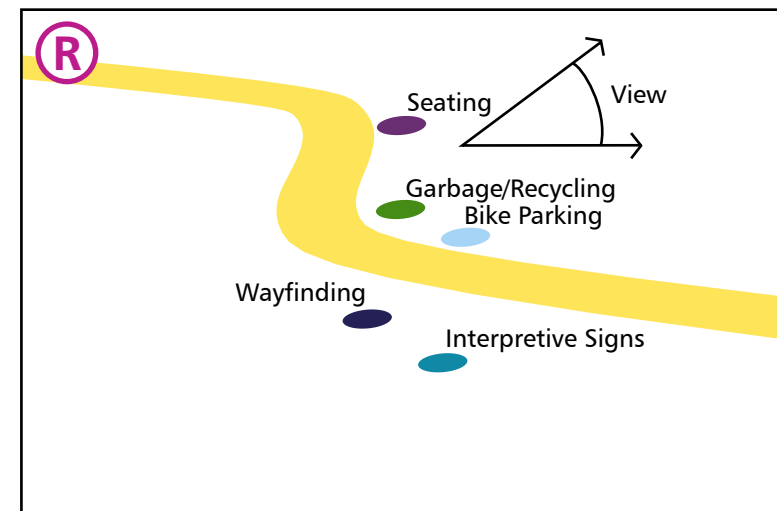 R
Seating
View
Garbage/Recycling
Bike Parking
Wayfinding
Interpretive Signs